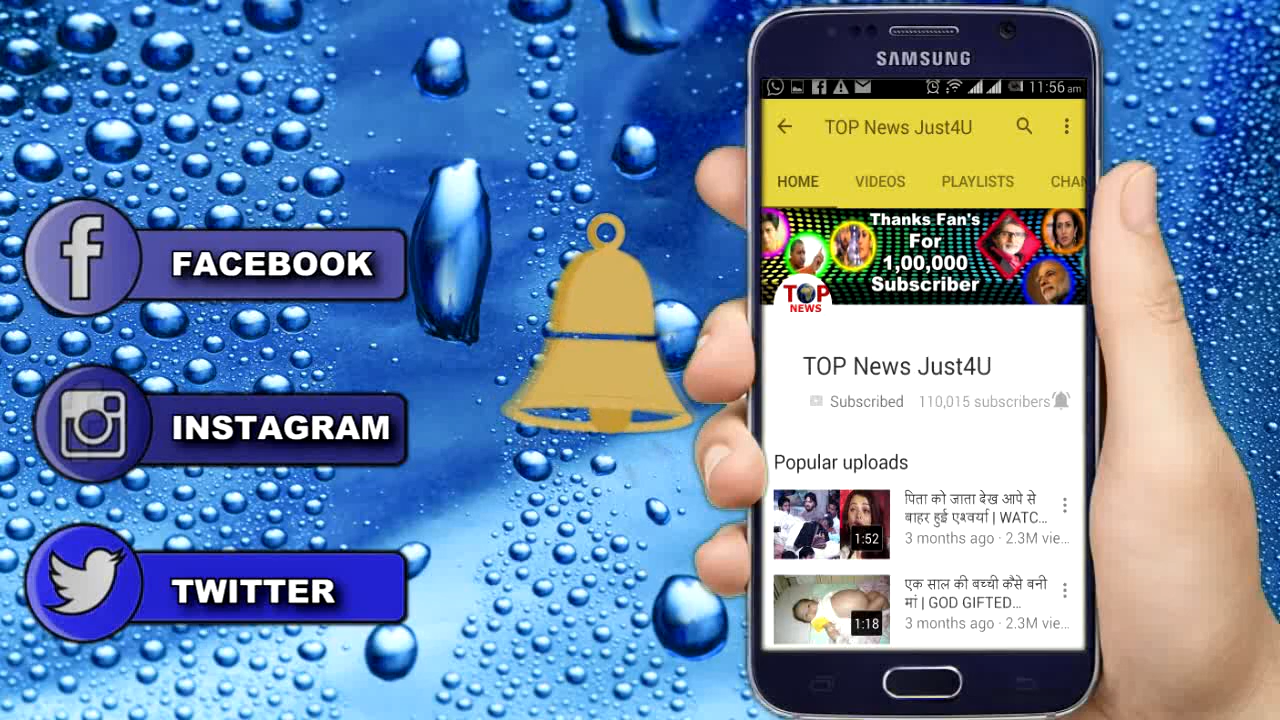 FACEBOOK
INSTAGRAM
TWITTER
SAMSUNG
11:56 am
TOP News Just4U
HOME VIDEOS PLAYLISTS CHAN
Thanks Fan's
For
1,00,000
Subscriber
TOP
NEWS
TOP News Just4U
Subscribed 110,015 subscribers
Popular uploads
पिता को जाता देख आपे से
बाहर हुई एश्वर्या | WATC...
3 months ago · 2.3M vie...
1:52
एक साल की बच्ची कैसे बनी
मां | GOD GIFTED...
3 months ago · 2.3M vie...
1:18